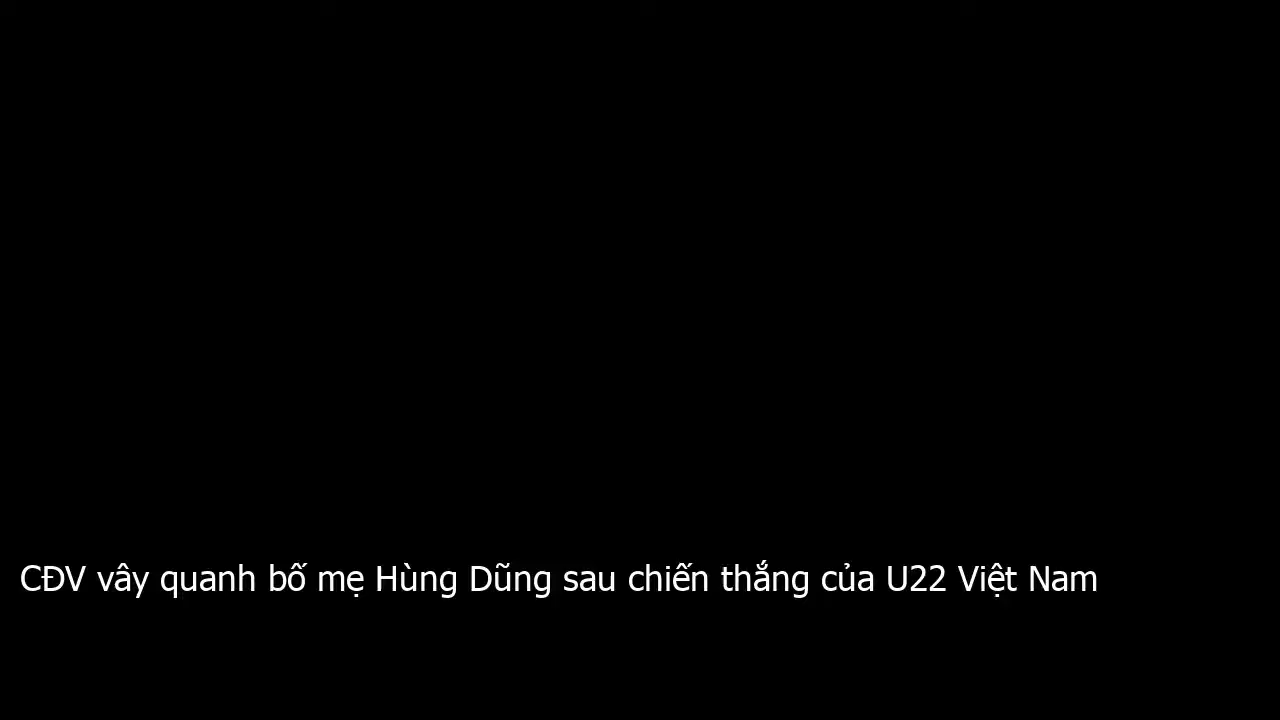 CĐV vây quanh bố mẹ Hùng Dũng sau chiến thắng của U22 Việt Nam